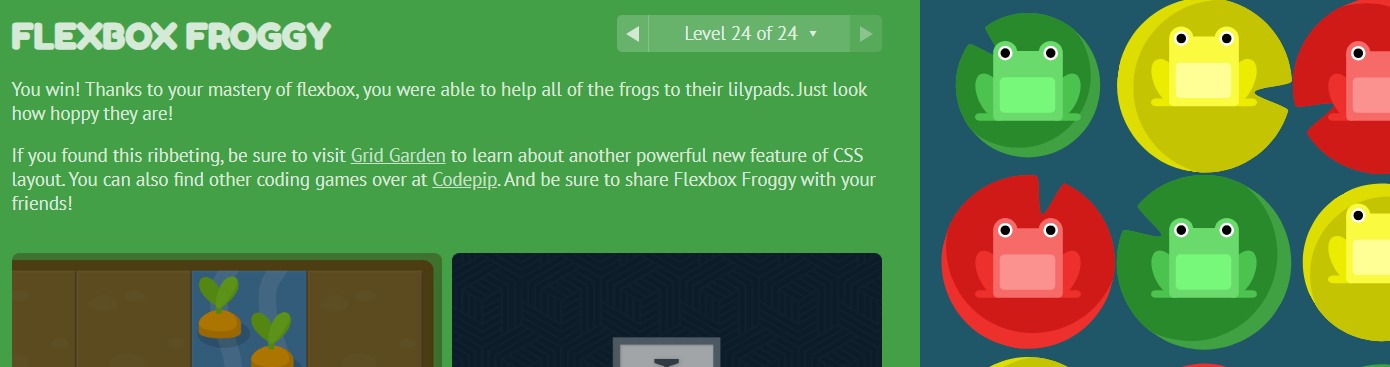 FLEXBOX FROGGY
Level 24 of 24
You win! Thanks to your mastery of flexbox, you were able to help all of the frogs to their lilypads. Just look
how hoppy they are!
If you found this ribbeting, be sure to visit Grid Garden to learn about another powerful new feature of CSS
layout. You can also find other coding games over at Codepip. And be sure to share Flexbox Froggy with your
friends!